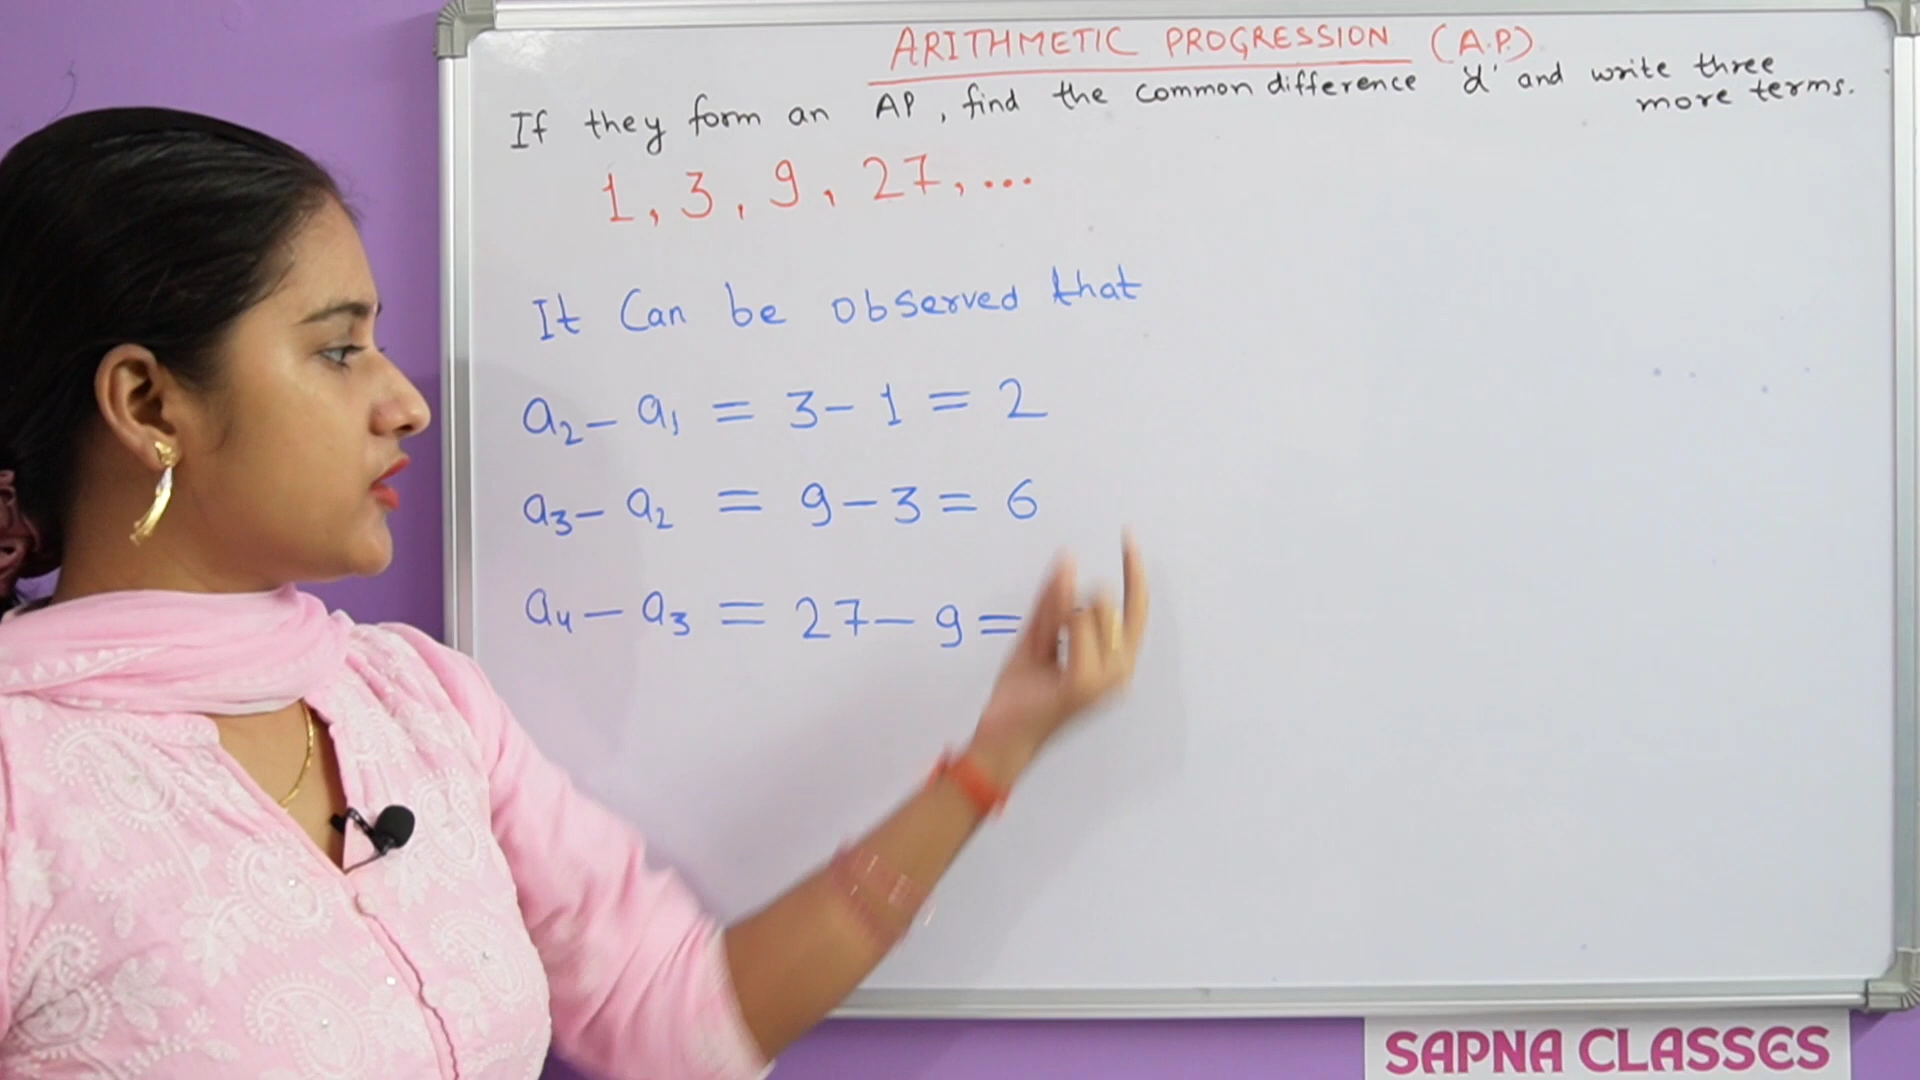 ARITHMETIC PROGRESSION (A.P.)
If they form an AP, find the common difference 'd' and write three
more terms.
1, 3, 9, 27, ...
It Can be observed that
a₂ - a₁ = 3 - 1 = 2
a₃ - a₂ = 9 - 3 = 6
a₄ - a₃ = 27 - 9 =
SAPNA CLASSES